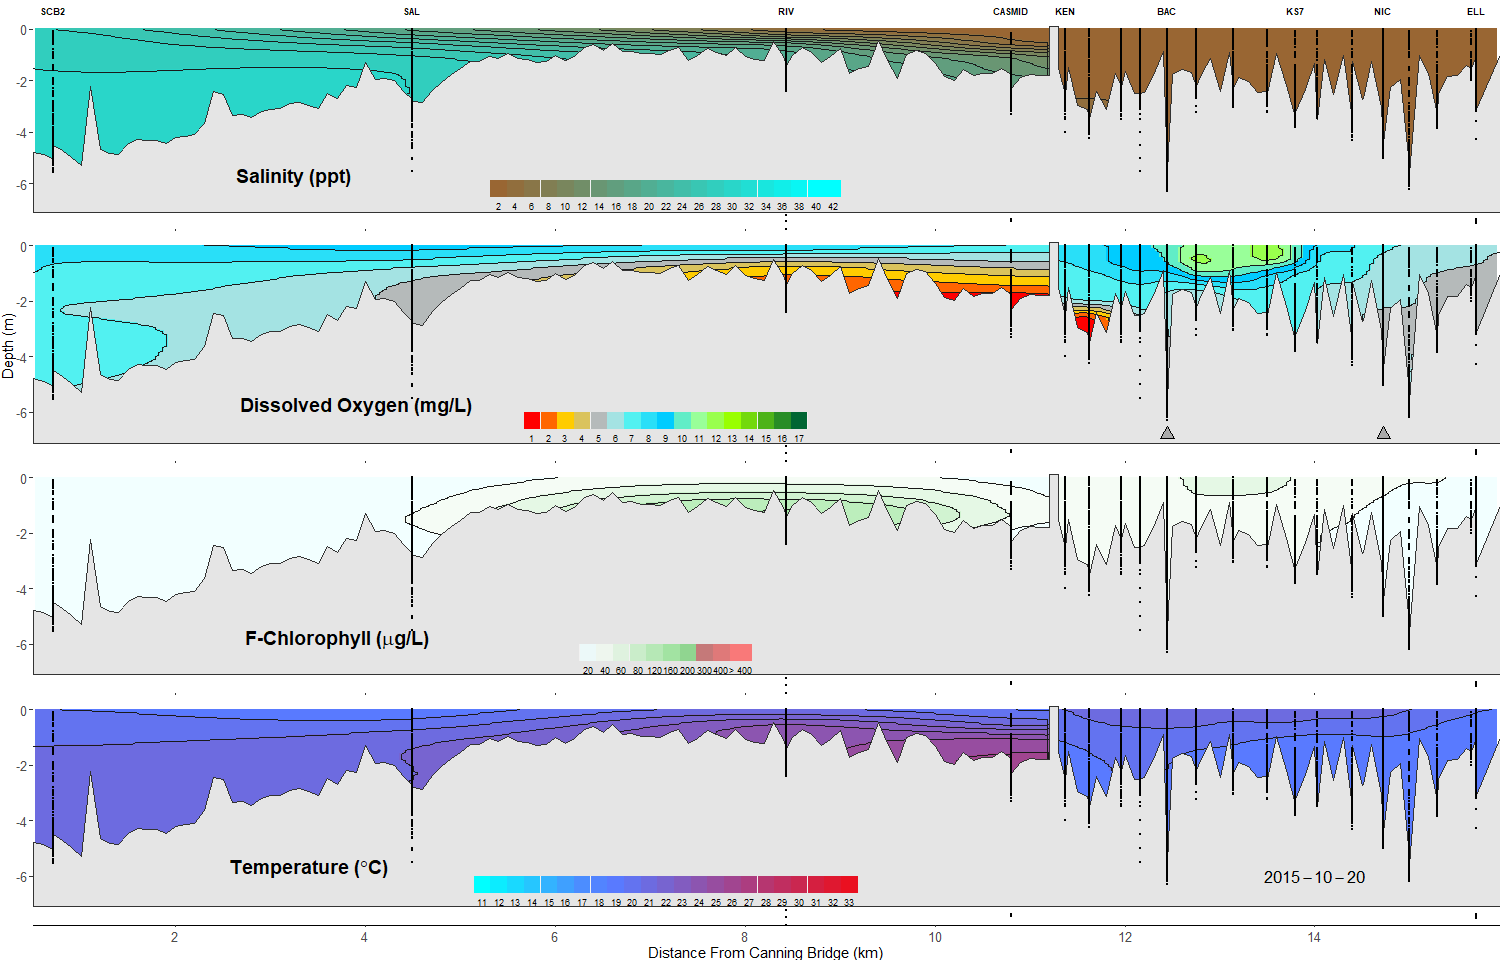 SCB2 SAL RIV CASMID KEN BAC KS7 NIC ELL
0
-2
-4
-6
Salinity (ppt)
2 4 6 8 10 12 14 16 18 20 22 24 26 28 30 32 34 36 38 40 42
0
-2
-4
-6
Depth (m)
Dissolved Oxygen (mg/L)
1 2 3 4 5 6 7 8 9 10 11 12 13 14 15 16 17
0
-2
-4
-6
F-Chlorophyll (µg/L)
20 40 60 80 120 160 200 300 400 > 400
0
-2
-4
-6
Temperature (°C)
11 12 13 14 15 16 17 18 19 20 21 22 23 24 25 26 27 28 29 30 31 32 33
2015-10-20
2 4 6 8 10 12 14
Distance From Canning Bridge (km)